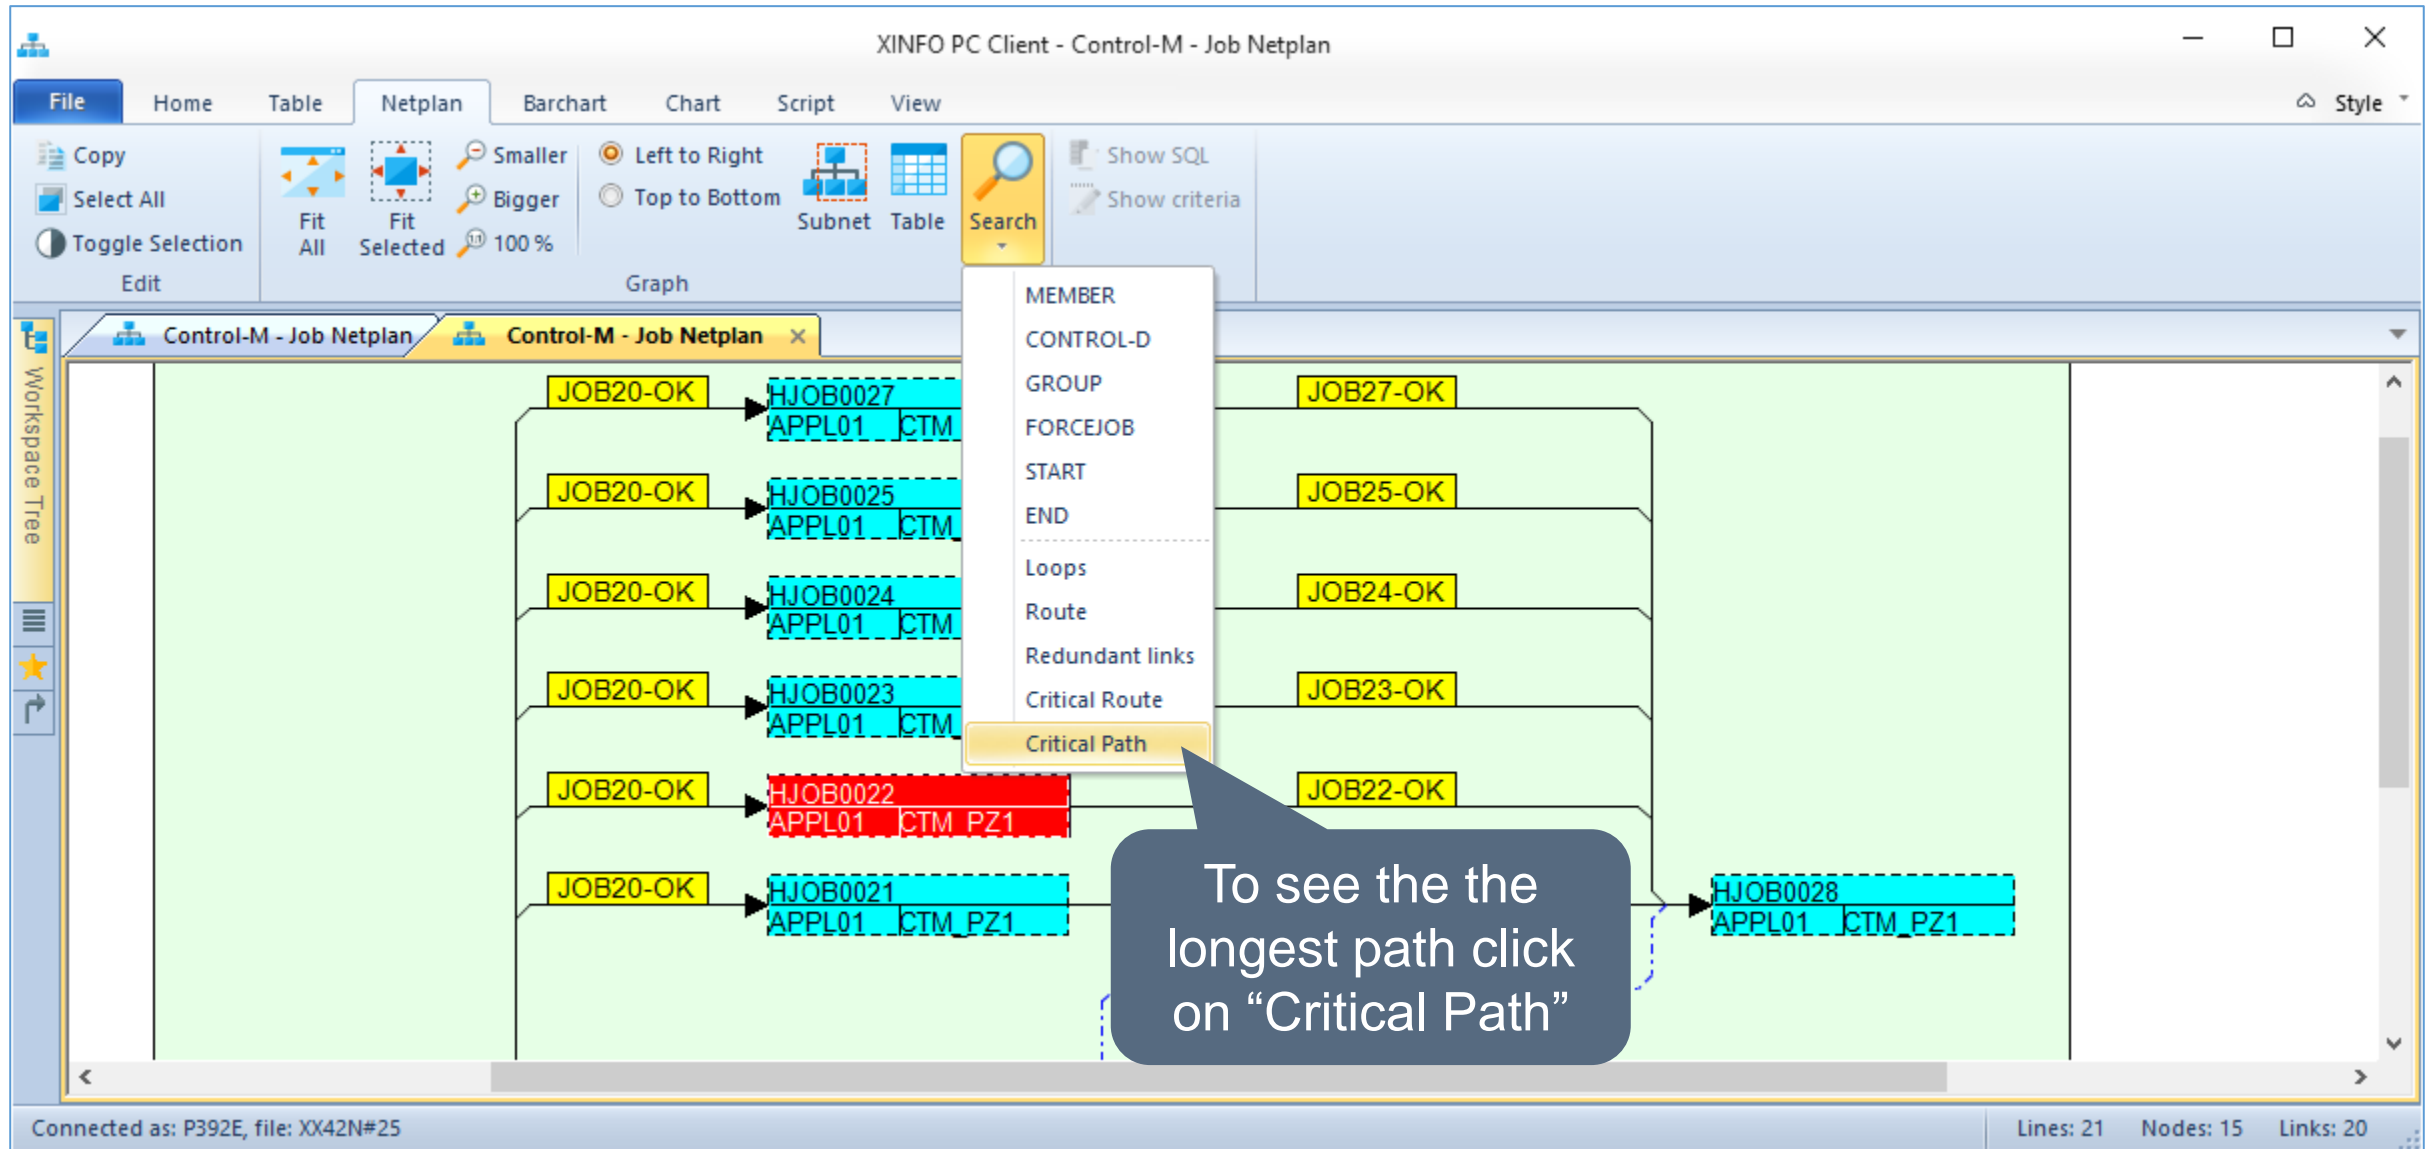 XINFO PC Client - Control-M - Job Netplan
File Home Table Netplan Barchart Chart Script View Style
Copy
Select All
Toggle Selection
Edit
Fit All
Fit Selected
Smaller
Bigger
100 %
Left to Right
Top to Bottom
Subnet Table Search
Graph
Show SQL
Show criteria
MEMBER
CONTROL-D
GROUP
FORCEJOB
START
END
Loops
Route
Redundant links
Critical Route
Critical Path
Workspace Tree
Control-M - Job Netplan
Control-M - Job Netplan
JOB20-OK HJOB0027 JOB27-OK
APPL01 CTM
JOB20-OK HJOB0025 JOB25-OK
APPL01 CTM_
JOB20-OK HJOB0024 JOB24-OK
APPL01 CTM
JOB20-OK HJOB0023 JOB23-OK
APPL01 CTM_
JOB20-OK HJOB0022 JOB22-OK
APPL01 CTM_PZ1
JOB20-OK HJOB0021
APPL01 CTM_PZ1
HJOB0028
APPL01 CTM_PZ1
To see the the
longest path click
on “Critical Path”
Connected as: P392E, file: XX42N#25
Lines: 21 Nodes: 15 Links: 20